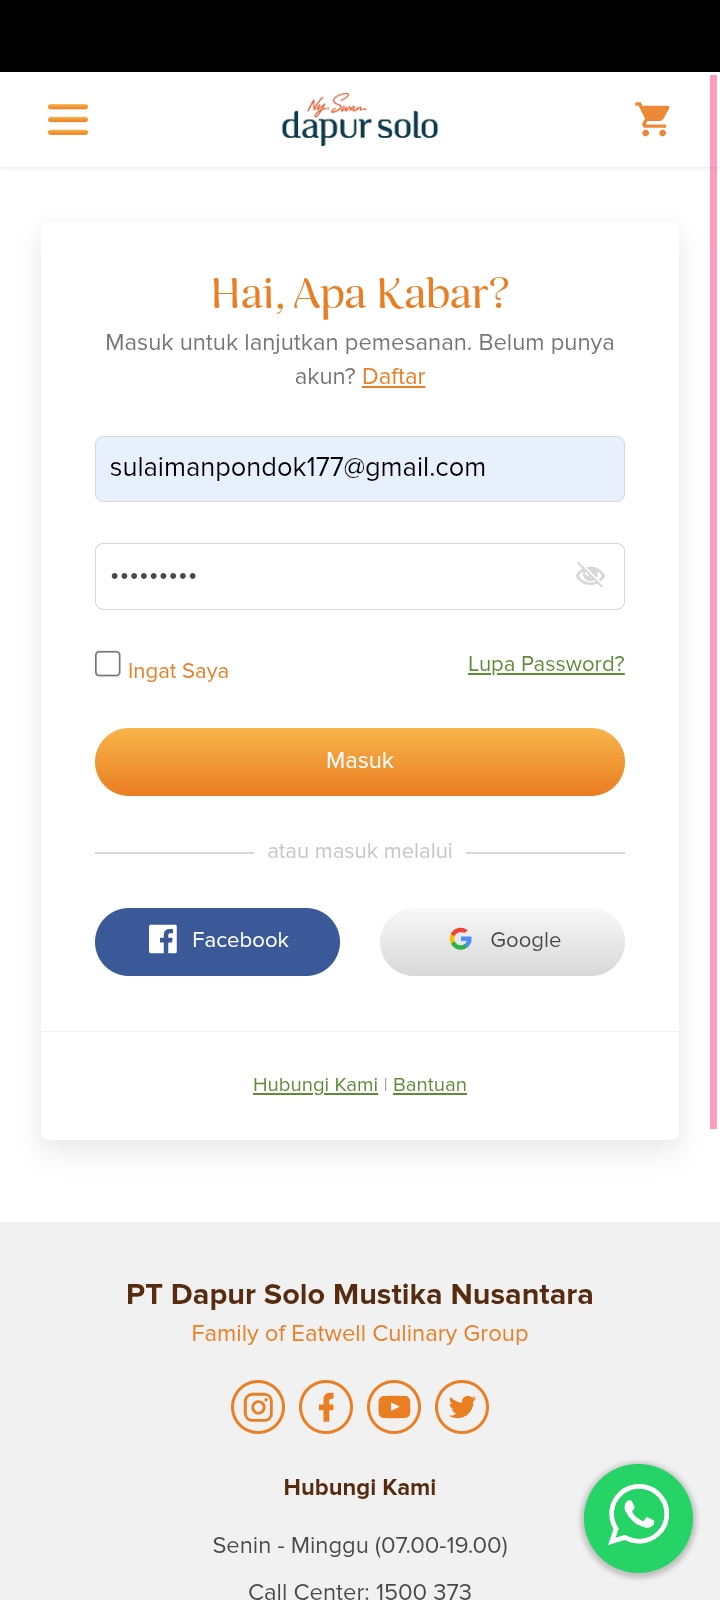 Ny. Swan
dapur solo
Hai, Apa Kabar?
Masuk untuk lanjutkan pemesanan. Belum punya
akun? Daftar
sulaimanpondok177@gmail.com
•••••••••
Ingat Saya
Lupa Password?
Masuk
atau masuk melalui
Facebook
Google
Hubungi Kami | Bantuan
PT Dapur Solo Mustika Nusantara
Family of Eatwell Culinary Group
Hubungi Kami
Senin - Minggu (07.00-19.00)
Call Center: 1500 373